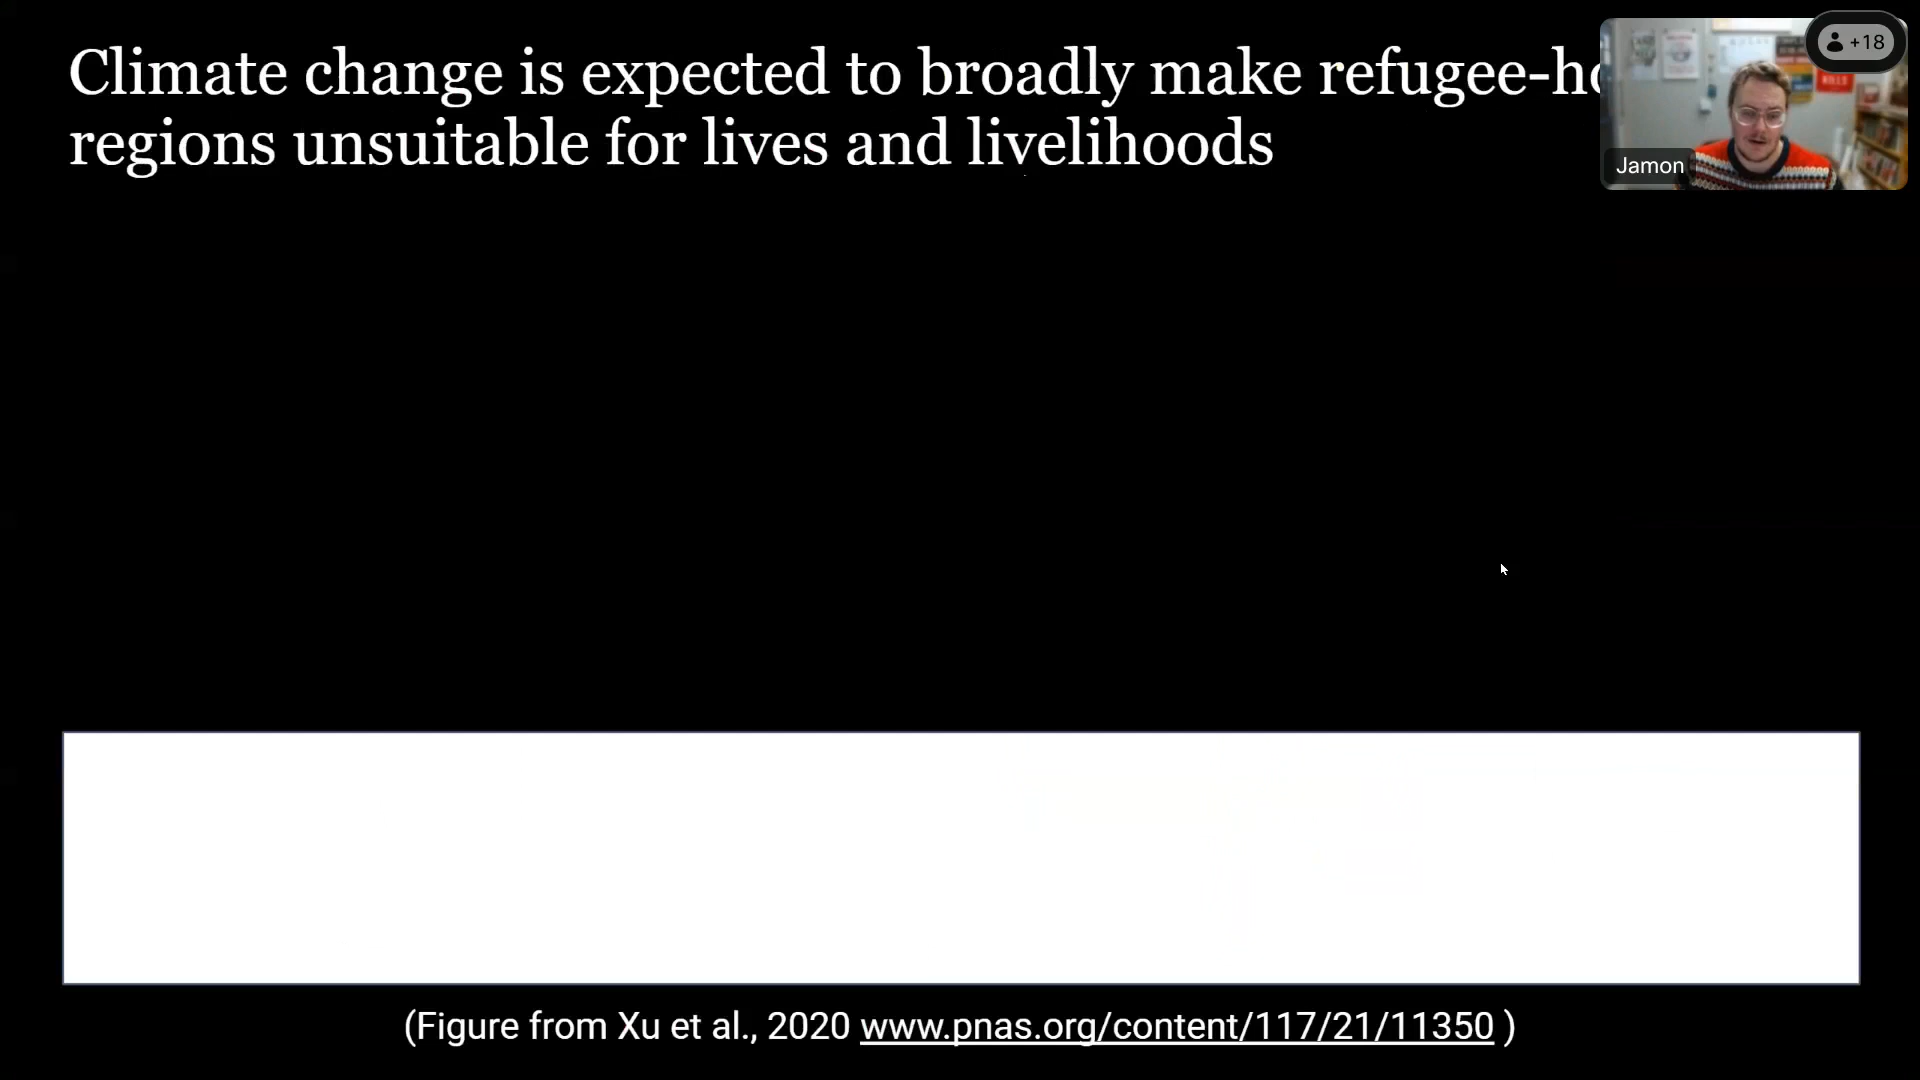 Climate change is expected to broadly make
regions unsuitable for lives and livelihoods
+18
KILLS
Jamon
(Figure from Xu et al., 2020 www.pnas.org/content/117/21/11350 )